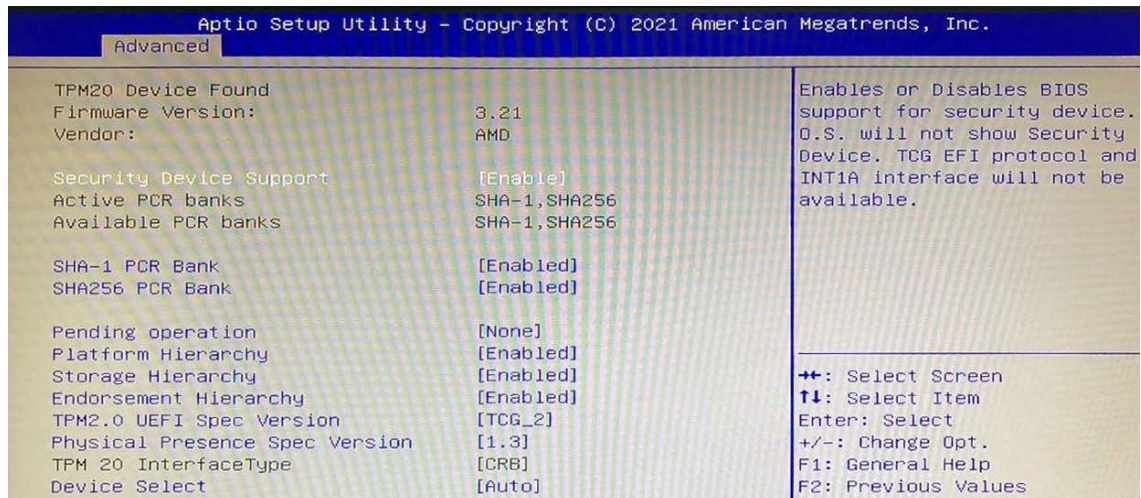 Aptio Setup Utility – Copyright (C) 2021 American Megatrends, Inc.
Advanced
TPM20 Device Found
Firmware Version: 3.21
Vendor: AMD
Security Device Support [Enable]
Active PCR banks SHA-1,SHA256
Available PCR banks SHA-1,SHA256
SHA-1 PCR Bank [Enabled]
SHA256 PCR Bank [Enabled]
Pending operation [None]
Platform Hierarchy [Enabled]
Storage Hierarchy [Enabled]
Endorsement Hierarchy [Enabled]
TPM2.0 UEFI Spec Version [TCG_2]
Physical Presence Spec Version [1.3]
TPM 20 InterfaceType [CRB]
Device Select [Auto]
Enables or Disables BIOS
support for security device.
O.S. will not show Security
Device. TCG EFI protocol and
INT1A interface will not be
available.
→←: Select Screen
↑↓: Select Item
Enter: Select
+/-: Change Opt.
F1: General Help
F2: Previous Values